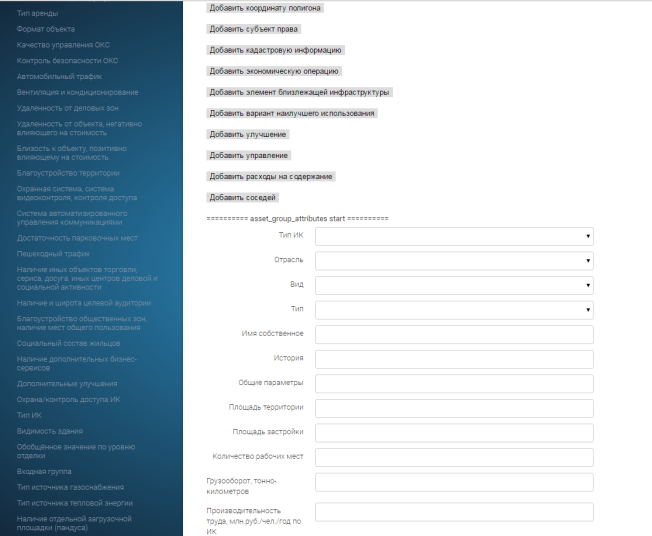 Тип аренды
Формат объекта
Качество управления ОКС
Контроль безопасности ОКС
Автомобильный трафик
Вентиляция и кондиционирование
Удаленность от деловых зон
Удаленность от объекта, негативно
влияющего на стоимость
Близость к объекту, позитивно
влияющему на стоимость
Благоустройство территории
Охранная система, система
видеоконтроля, контроля доступа
Система автоматизированного
управления коммуникациями
Достаточность парковочных мест
Пешеходный трафик
Наличие иных объектов торговли,
сериса, досуга, иных центров деловой и
социальной активности
Наличие и широта целевой аудитории
Благоустройство общественных зон,
наличие мест общего пользования
Социальный состав жильцов
Наличие дополнительных бизнес-
сервисов
Дополнительные улучшения
Охрана/контроль доступа ИК
Тип ИК
Видимость здания
Обобщённое значение по уровню
отделки
Входная группа
Тип источника газоснабжения
Тип источника тепловой энергии
Наличие отдельной загрузочной
площадки (пандуса)
Добавить координату полигона
Добавить субъект права
Добавить кадастровую информацию
Добавить экономическую операцию
Добавить элемент близлежащей инфраструктуры
Добавить вариант наилучшего использования
Добавить улучшение
Добавить управление
Добавить расходы на содержание
Добавить соседей
========== asset_group_attributes start ==========
Тип ИК
Отрасль
Вид
Тип
Имя собственное
История
Общие параметры
Площадь территории
Площадь застройки
Количество рабочих мест
Грузооборот, тонно-
километров
Производительность
труда, млн.руб./чел./год по
ИК